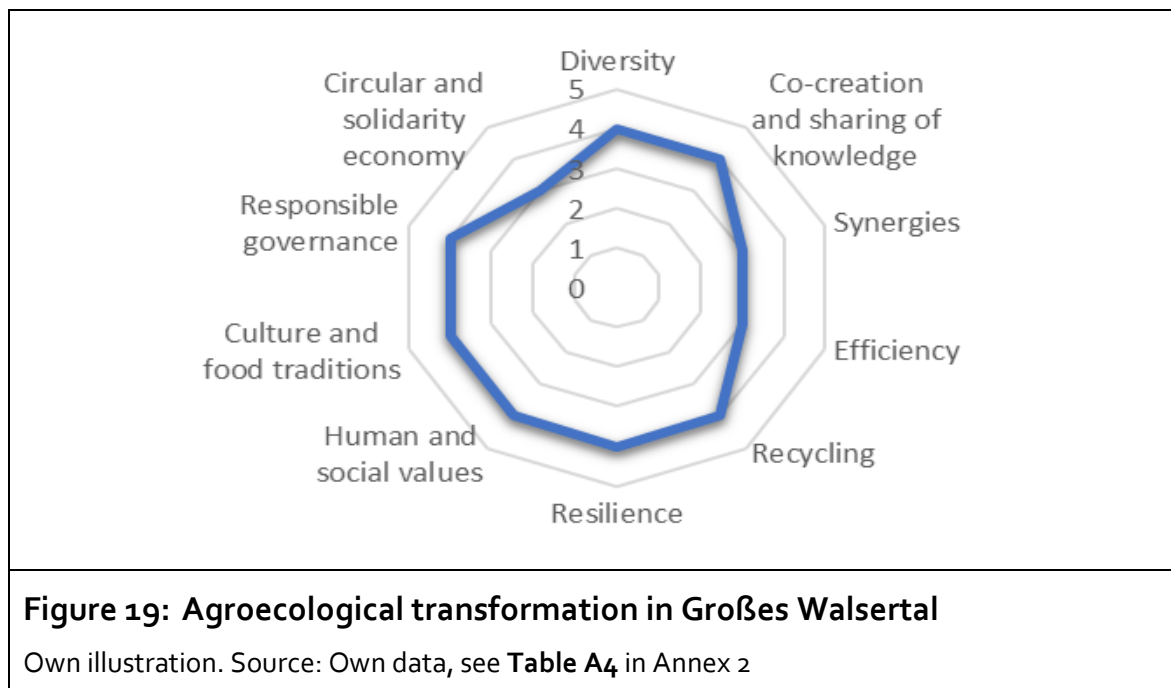 Diversity
Co-creation
and sharing of
knowledge
Synergies
Efficiency
Recycling
Resilience
Human and
social values
Culture and
food traditions
Responsible
governance
Circular and
solidarity
economy
5
4
3
2
1
0
Figure 19: Agroecological transformation in Großes Walsertal
Own illustration. Source: Own data, see Table A4 in Annex 2